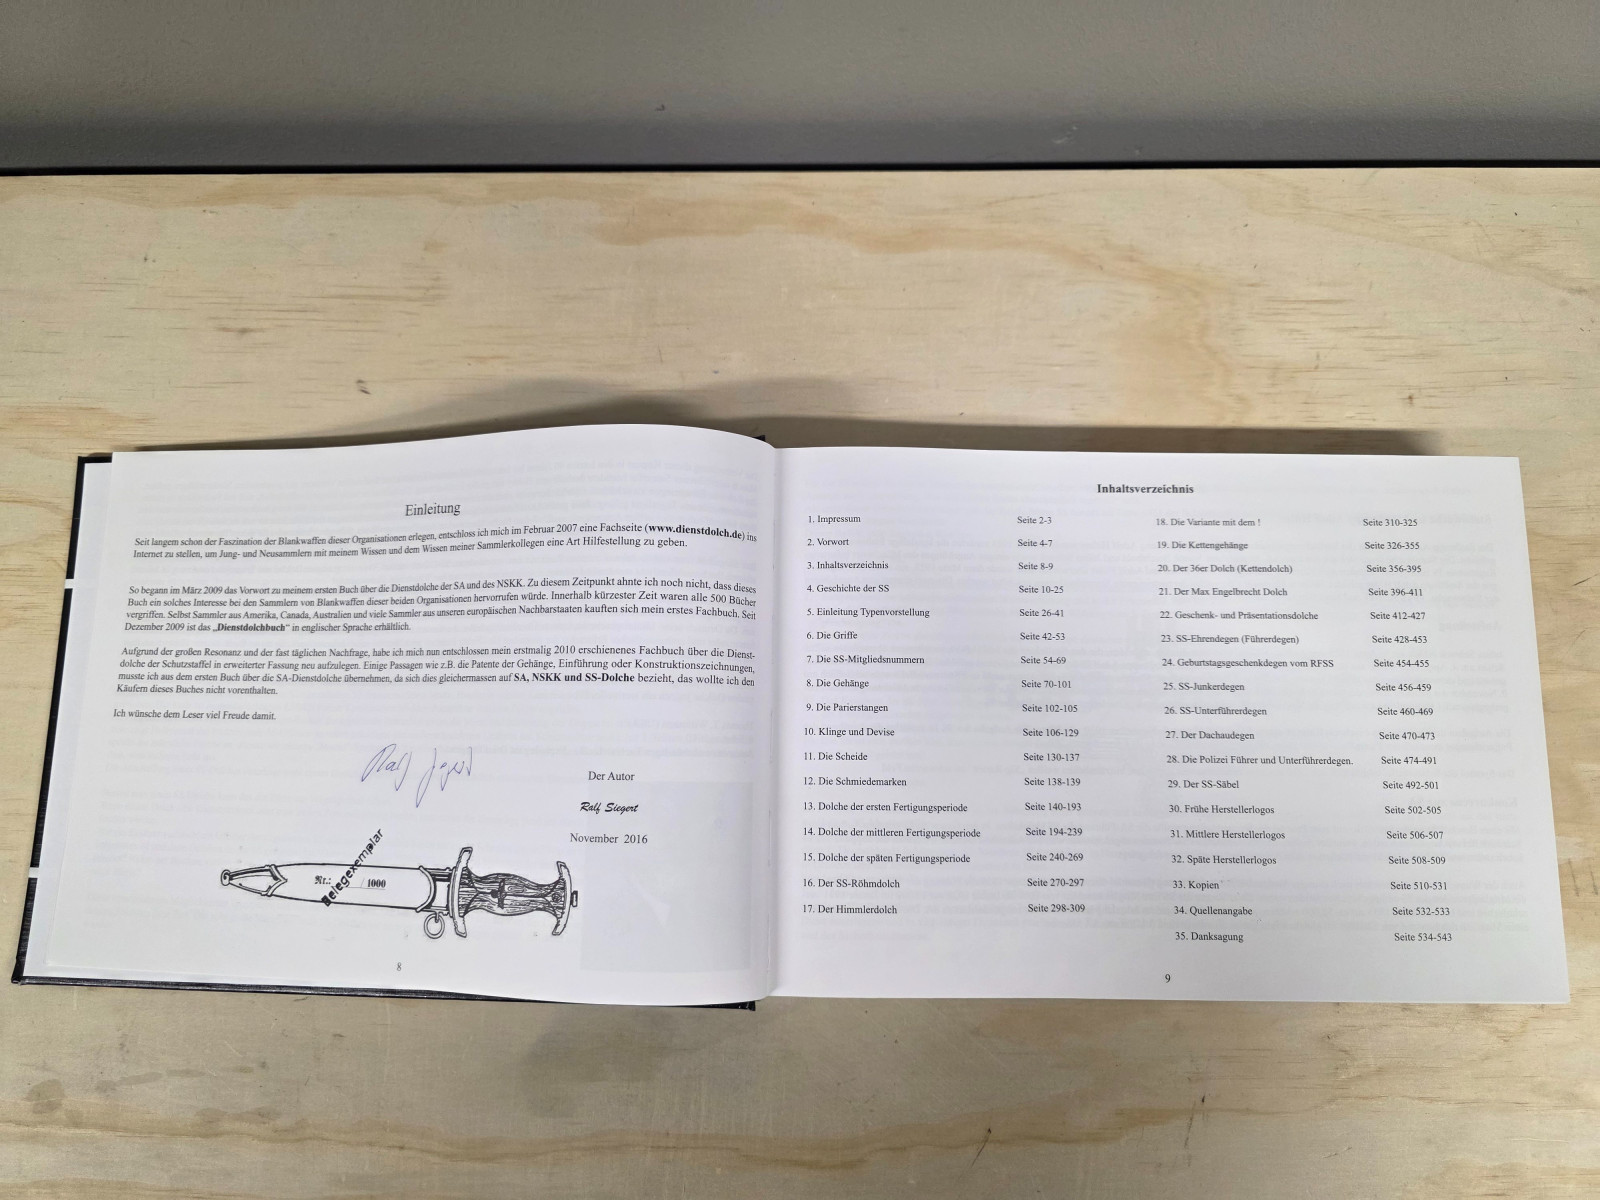 Einleitung
Seit langem schon der Faszination der Blankwaffen dieser Organisationen erlegen, entschloss ich mich im Februar 2007 eine Fachseite (www.dienstdolch.de) ins
Internet zu stellen, um Jung- und Neusammlern mit meinem Wissen und dem Wissen meiner Sammlerkollegen eine Art Hilfestellung zu geben.
So begann im März 2009 das Vorwort zu meinem ersten Buch über die Dienstdolche der SA und des NSKK. Zu diesem Zeitpunkt ahnte ich noch nicht, dass dieses
Buch ein solches Interesse bei den Sammlern von Blankwaffen dieser beiden Organisationen hervorrufen würde. Innerhalb kürzester Zeit waren alle 500 Bücher
vergriffen. Selbst Sammler aus Amerika, Canada, Australien und viele Sammler aus unseren europäischen Nachbarstaaten kauften sich mein erstes Fachbuch. Seit
Dezember 2009 ist das „Dienstdolchbuch“ in englischer Sprache erhältlich.
Aufgrund der großen Resonanz und der fast täglichen Nachfrage, habe ich mich nun entschlossen mein erstmalig 2010 erschienenes Fachbuch über die Dienst-
dolche der Schutzstaffel in erweiterter Fassung neu aufzulegen. Einige Passagen wie z.B. die Patente der Gehänge, Einführung oder Konstruktionszeichnungen,
musste ich aus dem ersten Buch über die SA-Dienstdolche übernehmen, da sich dies gleichermassen auf SA, NSKK und SS-Dolche bezieht, das wollte ich den
Käufern dieses Buches nicht vorenthalten.
Ich wünsche dem Leser viel Freude damit.
Der Autor
Ralf Siegert
November 2016
Nr.: / 1000
Belegexemplar
8
Inhaltsverzeichnis
1. Impressum Seite 2-3
2. Vorwort Seite 4-7
3. Inhaltsverzeichnis Seite 8-9
4. Geschichte der SS Seite 10-25
5. Einleitung Typenvorstellung Seite 26-41
6. Die Griffe Seite 42-53
7. Die SS-Mitgliedsnummern Seite 54-69
8. Die Gehänge Seite 70-101
9. Die Parierstangen Seite 102-105
10. Klinge und Devise Seite 106-129
11. Die Scheide Seite 130-137
12. Die Schmiedemarken Seite 138-139
13. Dolche der ersten Fertigungsperiode Seite 140-193
14. Dolche der mittleren Fertigungsperiode Seite 194-239
15. Dolche der späten Fertigungsperiode Seite 240-269
16. Der SS-Röhmdolch Seite 270-297
17. Der Himmlerdolch Seite 298-309
18. Die Variante mit dem ! Seite 310-325
19. Die Kettengehänge Seite 326-355
20. Der 36er Dolch (Kettendolch) Seite 356-395
21. Der Max Engelbrecht Dolch Seite 396-411
22. Geschenk- und Präsentationsdolche Seite 412-427
23. SS-Ehrendegen (Führerdegen) Seite 428-453
24. Geburtstagsgeschenkdegen vom RFSS Seite 454-455
25. SS-Junkerdegen Seite 456-459
26. SS-Unterführerdegen Seite 460-469
27. Der Dachaudegen Seite 470-473
28. Die Polizei Führer und Unterführerdegen. Seite 474-491
29. Der SS-Säbel Seite 492-501
30. Frühe Herstellerlogos Seite 502-505
31. Mittlere Herstellerlogos Seite 506-507
32. Späte Herstellerlogos Seite 508-509
33. Kopien Seite 510-531
34. Quellenangabe Seite 532-533
35. Danksagung Seite 534-543
9